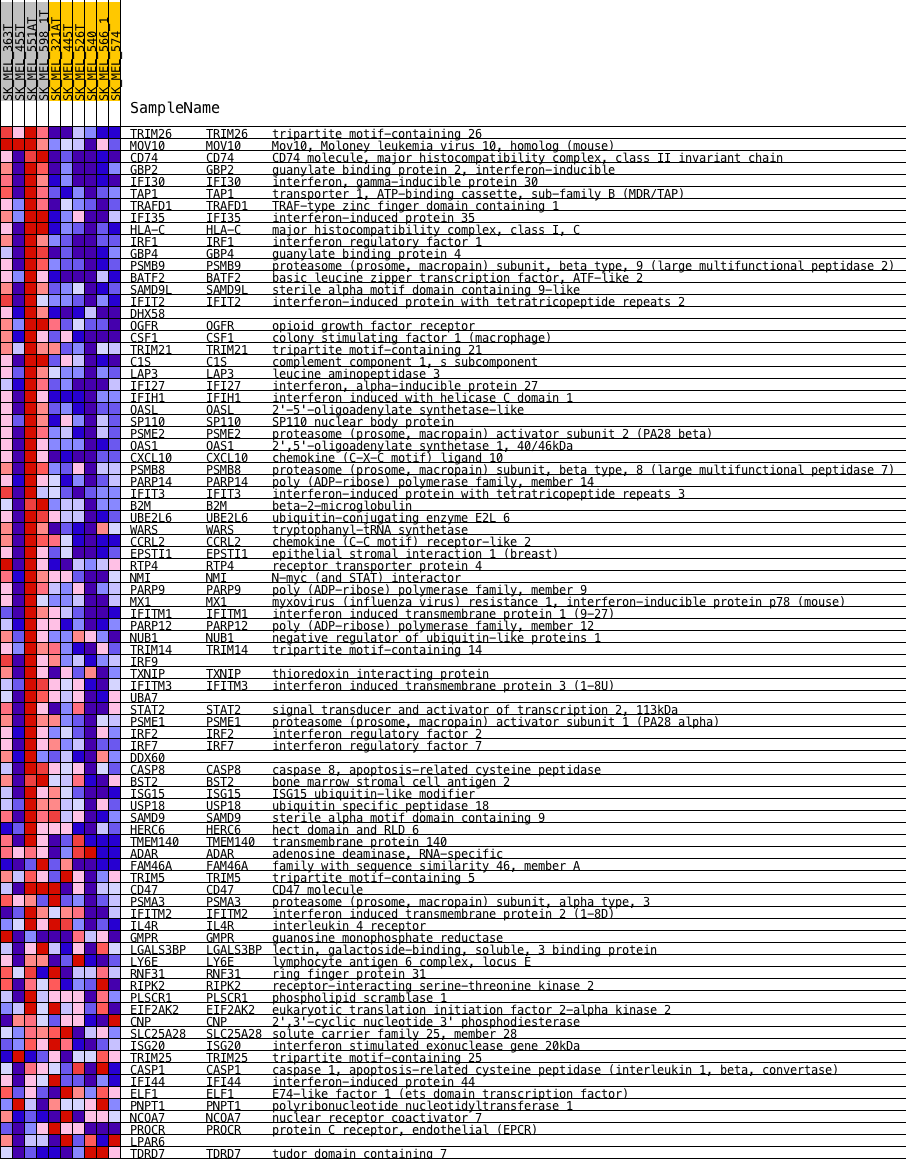 SK_MEL_363T
SK_MEL_455T
SK_MEL_551AT
SK_MEL_598_1T
SK_MEL_321AT
SK_MEL_445T
SK_MEL_526T
SK_MEL_540
SK_MEL_566_1
SK_MEL_574
SampleName
TRIM26 TRIM26 tripartite motif-containing 26
MOV10 MOV10 Mov10, Moloney leukemia virus 10, homolog (mouse)
CD74 CD74 CD74 molecule, major histocompatibility complex, class II invariant chain
GBP2 GBP2 guanylate binding protein 2, interferon-inducible
IFI30 IFI30 interferon, gamma-inducible protein 30
TAP1 TAP1 transporter 1, ATP-binding cassette, sub-family B (MDR/TAP)
TRAFD1 TRAFD1 TRAF-type zinc finger domain containing 1
IFI35 IFI35 interferon-induced protein 35
HLA-C HLA-C major histocompatibility complex, class I, C
IRF1 IRF1 interferon regulatory factor 1
GBP4 GBP4 guanylate binding protein 4
PSMB9 PSMB9 proteasome (prosome, macropain) subunit, beta type, 9 (large multifunctional peptidase 2)
BATF2 BATF2 basic leucine zipper transcription factor, ATF-like 2
SAMD9L SAMD9L sterile alpha motif domain containing 9-like
IFIT2 IFIT2 interferon-induced protein with tetratricopeptide repeats 2
DHX58
OGFR OGFR opioid growth factor receptor
CSF1 CSF1 colony stimulating factor 1 (macrophage)
TRIM21 TRIM21 tripartite motif-containing 21
C1S C1S complement component 1, s subcomponent
LAP3 LAP3 leucine aminopeptidase 3
IFI27 IFI27 interferon, alpha-inducible protein 27
IFIH1 IFIH1 interferon induced with helicase C domain 1
OASL OASL 2'-5'-oligoadenylate synthetase-like
SP110 SP110 SP110 nuclear body protein
PSME2 PSME2 proteasome (prosome, macropain) activator subunit 2 (PA28 beta)
OAS1 OAS1 2',5'-oligoadenylate synthetase 1, 40/46kDa
CXCL10 CXCL10 chemokine (C-X-C motif) ligand 10
PSMB8 PSMB8 proteasome (prosome, macropain) subunit, beta type, 8 (large multifunctional peptidase 7)
PARP14 PARP14 poly (ADP-ribose) polymerase family, member 14
IFIT3 IFIT3 interferon-induced protein with tetratricopeptide repeats 3
B2M B2M beta-2-microglobulin
UBE2L6 UBE2L6 ubiquitin-conjugating enzyme E2L 6
WARS WARS tryptophanyl-tRNA synthetase
CCRL2 CCRL2 chemokine (C-C motif) receptor-like 2
EPSTI1 EPSTI1 epithelial stromal interaction 1 (breast)
RTP4 RTP4 receptor transporter protein 4
NMI NMI N-myc (and STAT) interactor
PARP9 PARP9 poly (ADP-ribose) polymerase family, member 9
MX1 MX1 myxovirus (influenza virus) resistance 1, interferon-inducible protein p78 (mouse)
IFITM1 IFITM1 interferon induced transmembrane protein 1 (9-27)
PARP12 PARP12 poly (ADP-ribose) polymerase family, member 12
NUB1 NUB1 negative regulator of ubiquitin-like proteins 1
TRIM14 TRIM14 tripartite motif-containing 14
IRF9
TXNIP TXNIP thioredoxin interacting protein
IFITM3 IFITM3 interferon induced transmembrane protein 3 (1-8U)
UBA7
STAT2 STAT2 signal transducer and activator of transcription 2, 113kDa
PSME1 PSME1 proteasome (prosome, macropain) activator subunit 1 (PA28 alpha)
IRF2 IRF2 interferon regulatory factor 2
IRF7 IRF7 interferon regulatory factor 7
DDX60
CASP8 CASP8 caspase 8, apoptosis-related cysteine peptidase
BST2 BST2 bone marrow stromal cell antigen 2
ISG15 ISG15 ISG15 ubiquitin-like modifier
USP18 USP18 ubiquitin specific peptidase 18
SAMD9 SAMD9 sterile alpha motif domain containing 9
HERC6 HERC6 hect domain and RLD 6
TMEM140 TMEM140 transmembrane protein 140
ADAR ADAR adenosine deaminase, RNA-specific
FAM46A FAM46A family with sequence similarity 46, member A
TRIM5 TRIM5 tripartite motif-containing 5
CD47 CD47 CD47 molecule
PSMA3 PSMA3 proteasome (prosome, macropain) subunit, alpha type, 3
IFITM2 IFITM2 interferon induced transmembrane protein 2 (1-8D)
IL4R IL4R interleukin 4 receptor
GMPR GMPR guanosine monophosphate reductase
LGALS3BP LGALS3BP lectin, galactoside-binding, soluble, 3 binding protein
LY6E LY6E lymphocyte antigen 6 complex, locus E
RNF31 RNF31 ring finger protein 31
RIPK2 RIPK2 receptor-interacting serine-threonine kinase 2
PLSCR1 PLSCR1 phospholipid scramblase 1
EIF2AK2 EIF2AK2 eukaryotic translation initiation factor 2-alpha kinase 2
CNP CNP 2',3'-cyclic nucleotide 3' phosphodiesterase
SLC25A28 SLC25A28 solute carrier family 25, member 28
ISG20 ISG20 interferon stimulated exonuclease gene 20kDa
TRIM25 TRIM25 tripartite motif-containing 25
CASP1 CASP1 caspase 1, apoptosis-related cysteine peptidase (interleukin 1, beta, convertase)
IFI44 IFI44 interferon-induced protein 44
ELF1 ELF1 E74-like factor 1 (ets domain transcription factor)
PNPT1 PNPT1 polyribonucleotide nucleotidyltransferase 1
NCOA7 NCOA7 nuclear receptor coactivator 7
PROCR PROCR protein C receptor, endothelial (EPCR)
LPAR6
TDRD7 TDRD7 tudor domain containing 7